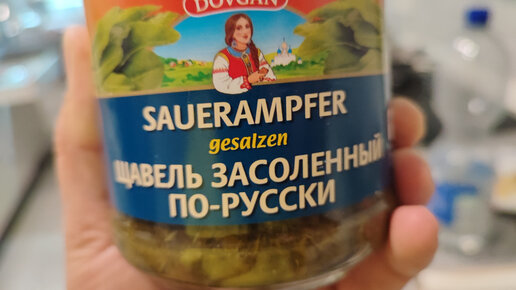 DOVGAN
SAUERAMPFER
gesalzen
ЩАВЕЛЬ ЗАСОЛЕННЫЙ
ПО-РУССКИ